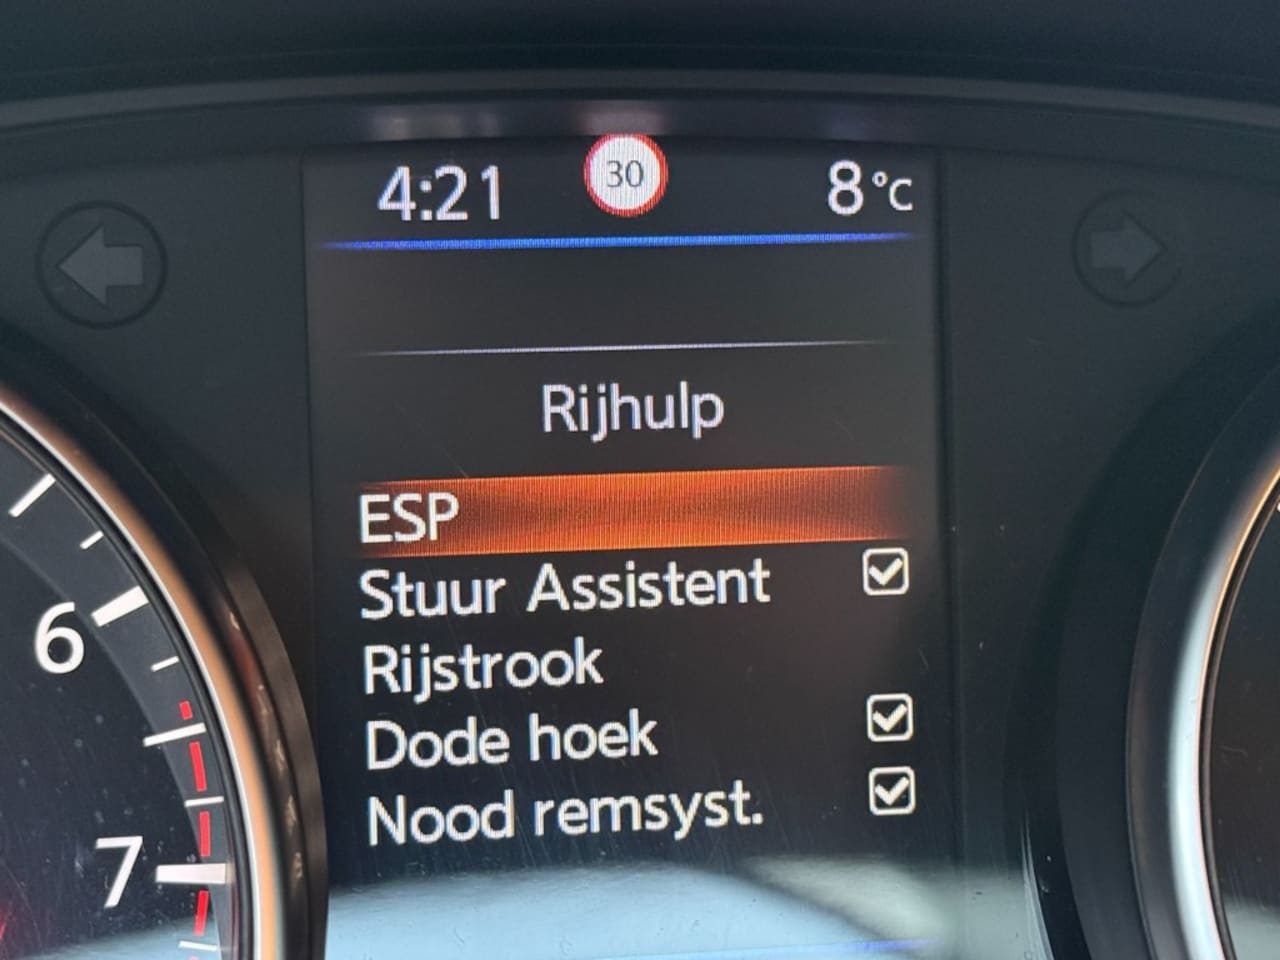 4:21 30 8°C
Rijhulp
ESP
Stuur Assistent
Rijstrook
Dode hoek
Nood remsyst.
6
7